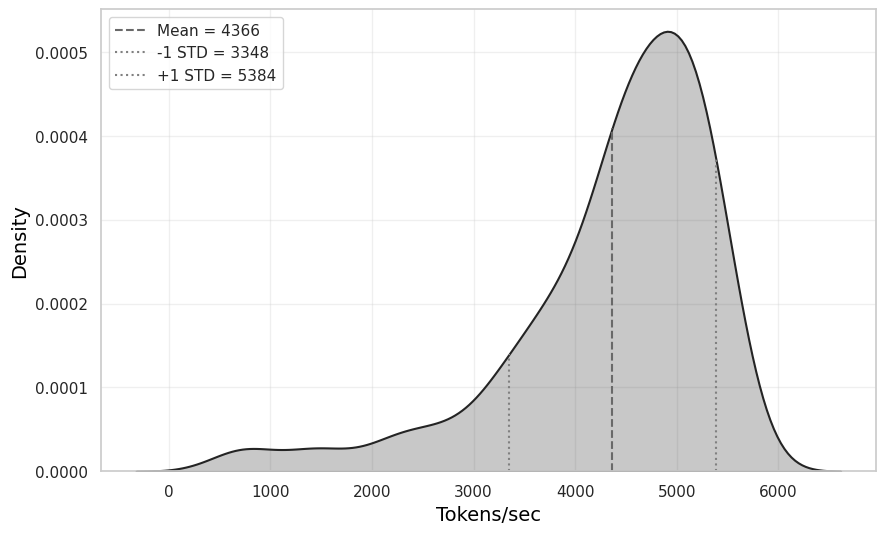 Mean = 4366
-1 STD = 3348
+1 STD = 5384
0.0005
0.0004
0.0003
0.0002
0.0001
0.0000
Density
0 1000 2000 3000 4000 5000 6000
Tokens/sec